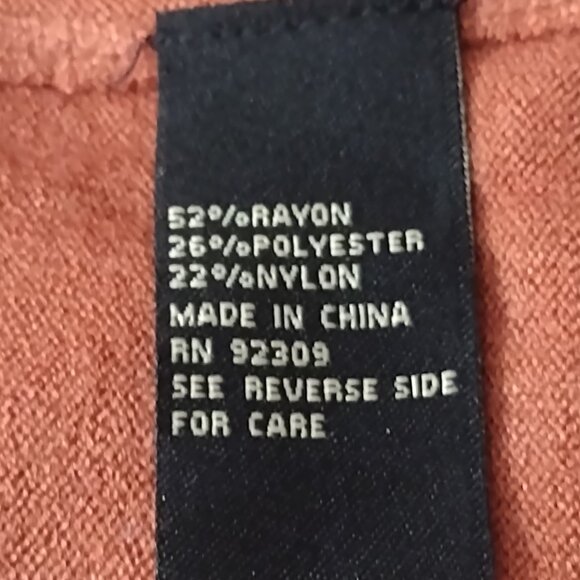 52%RAYON
26%POLYESTER
22%NYLON
MADE IN CHINA
RN 92309
SEE REVERSE SIDE
FOR CARE